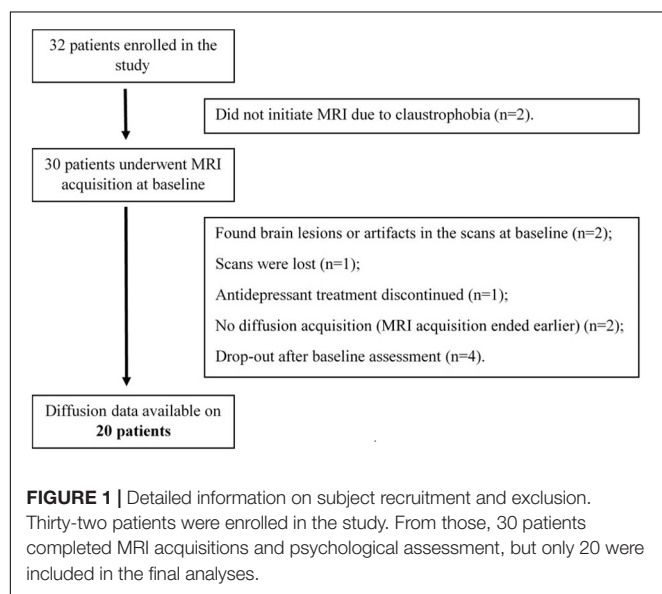 32 patients enrolled in the
study
Did not initiate MRI due to claustrophobia (n=2).
30 patients underwent MRI
acquisition at baseline
Found brain lesions or artifacts in the scans at baseline (n=2);
Scans were lost (n=1);
Antidepressant treatment discontinued (n=1);
No diffusion acquisition (MRI acquisition ended earlier) (n=2);
Drop-out after baseline assessment (n=4).
Diffusion data available on
20 patients
FIGURE 1 | Detailed information on subject recruitment and exclusion.
Thirty-two patients were enrolled in the study. From those, 30 patients
completed MRI acquisitions and psychological assessment, but only 20 were
included in the final analyses.